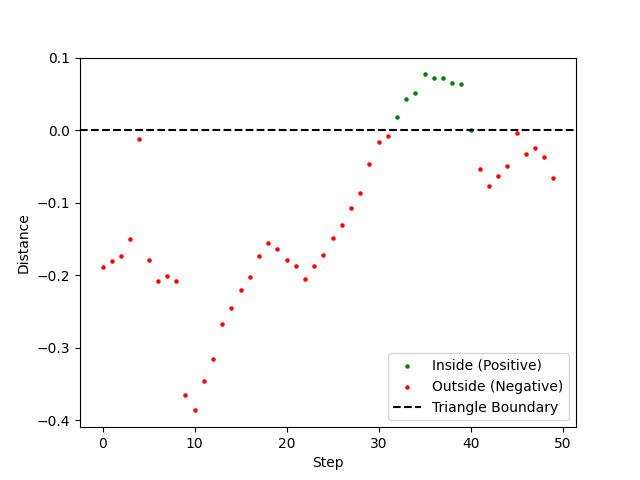 0.1
0.0
−0.1
−0.2
−0.3
−0.4
Distance
0
10
20
30
40
50
Step
Inside (Positive)
Outside (Negative)
Triangle Boundary